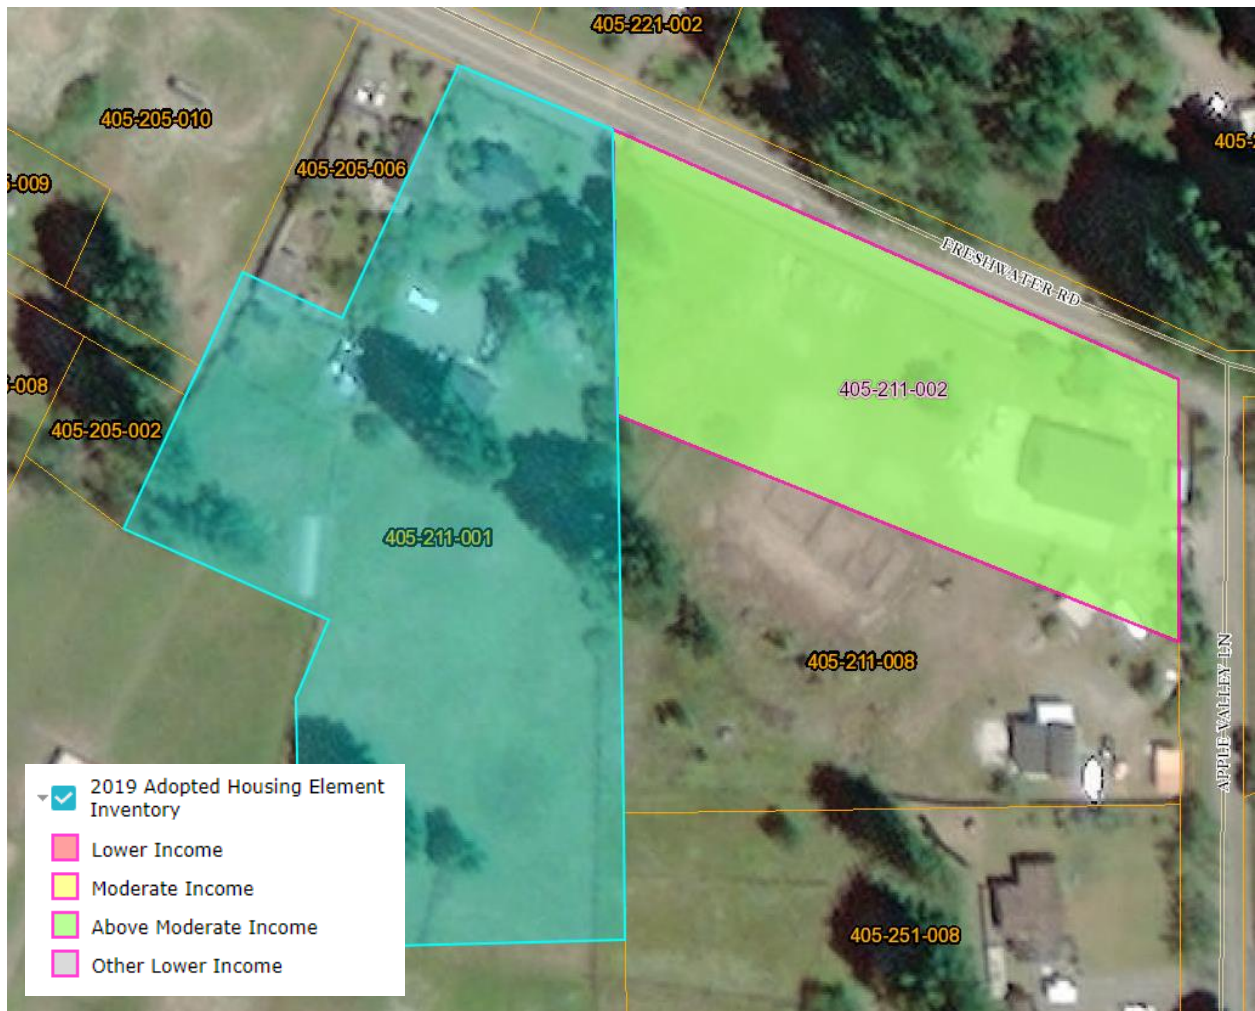 405-221-002
405-205-010
405-
405-205-006
-009
FRESHWATER RD
-008
405-211-002
405-205-002
405-211-001
405-211-008
APPLE VALLEY LN
2019 Adopted Housing Element
Inventory
Lower Income
Moderate Income
Above Moderate Income
Other Lower Income
405-251-008